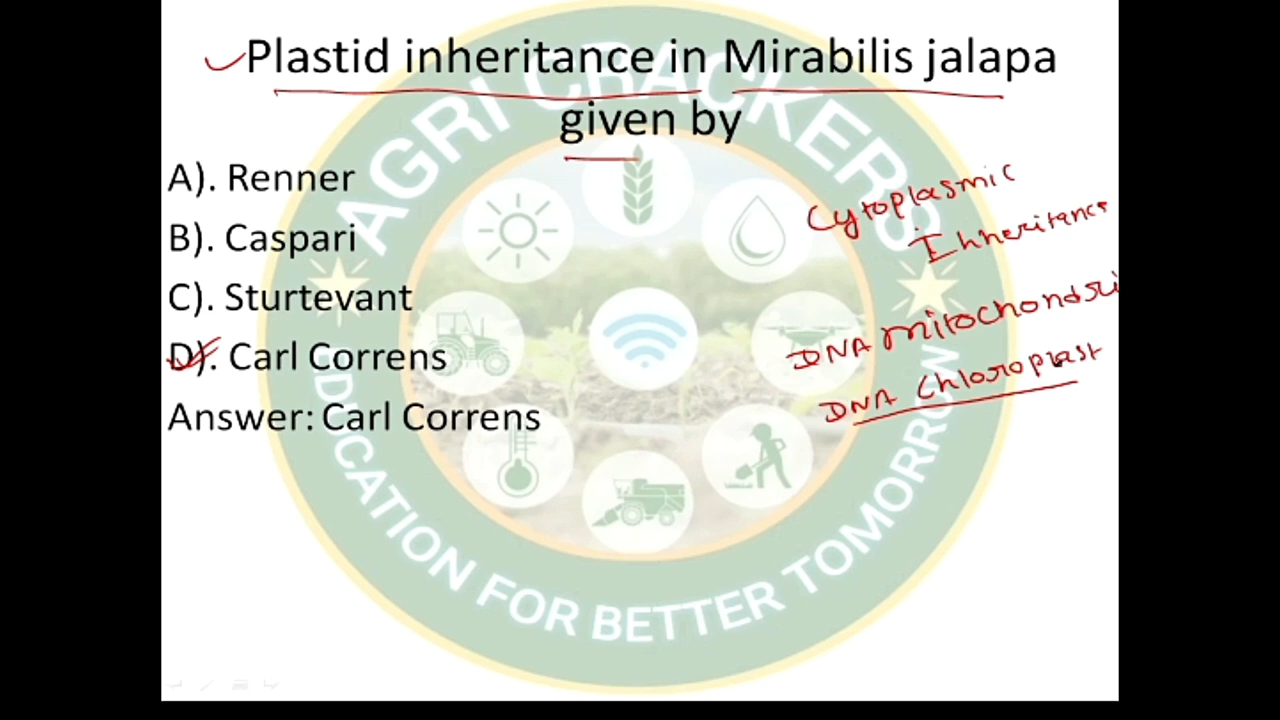 Plastid inheritance in Mirabilis jalapa
given by
A). Renner
B). Caspari
C). Sturtevant
D). Carl Correns
Answer: Carl Correns
Cytoplasmic
Inheritance
DNA mitochondri
DNA Chloroplast
AGRI CRACKERS
EDUCATION FOR BETTER TOMORROW